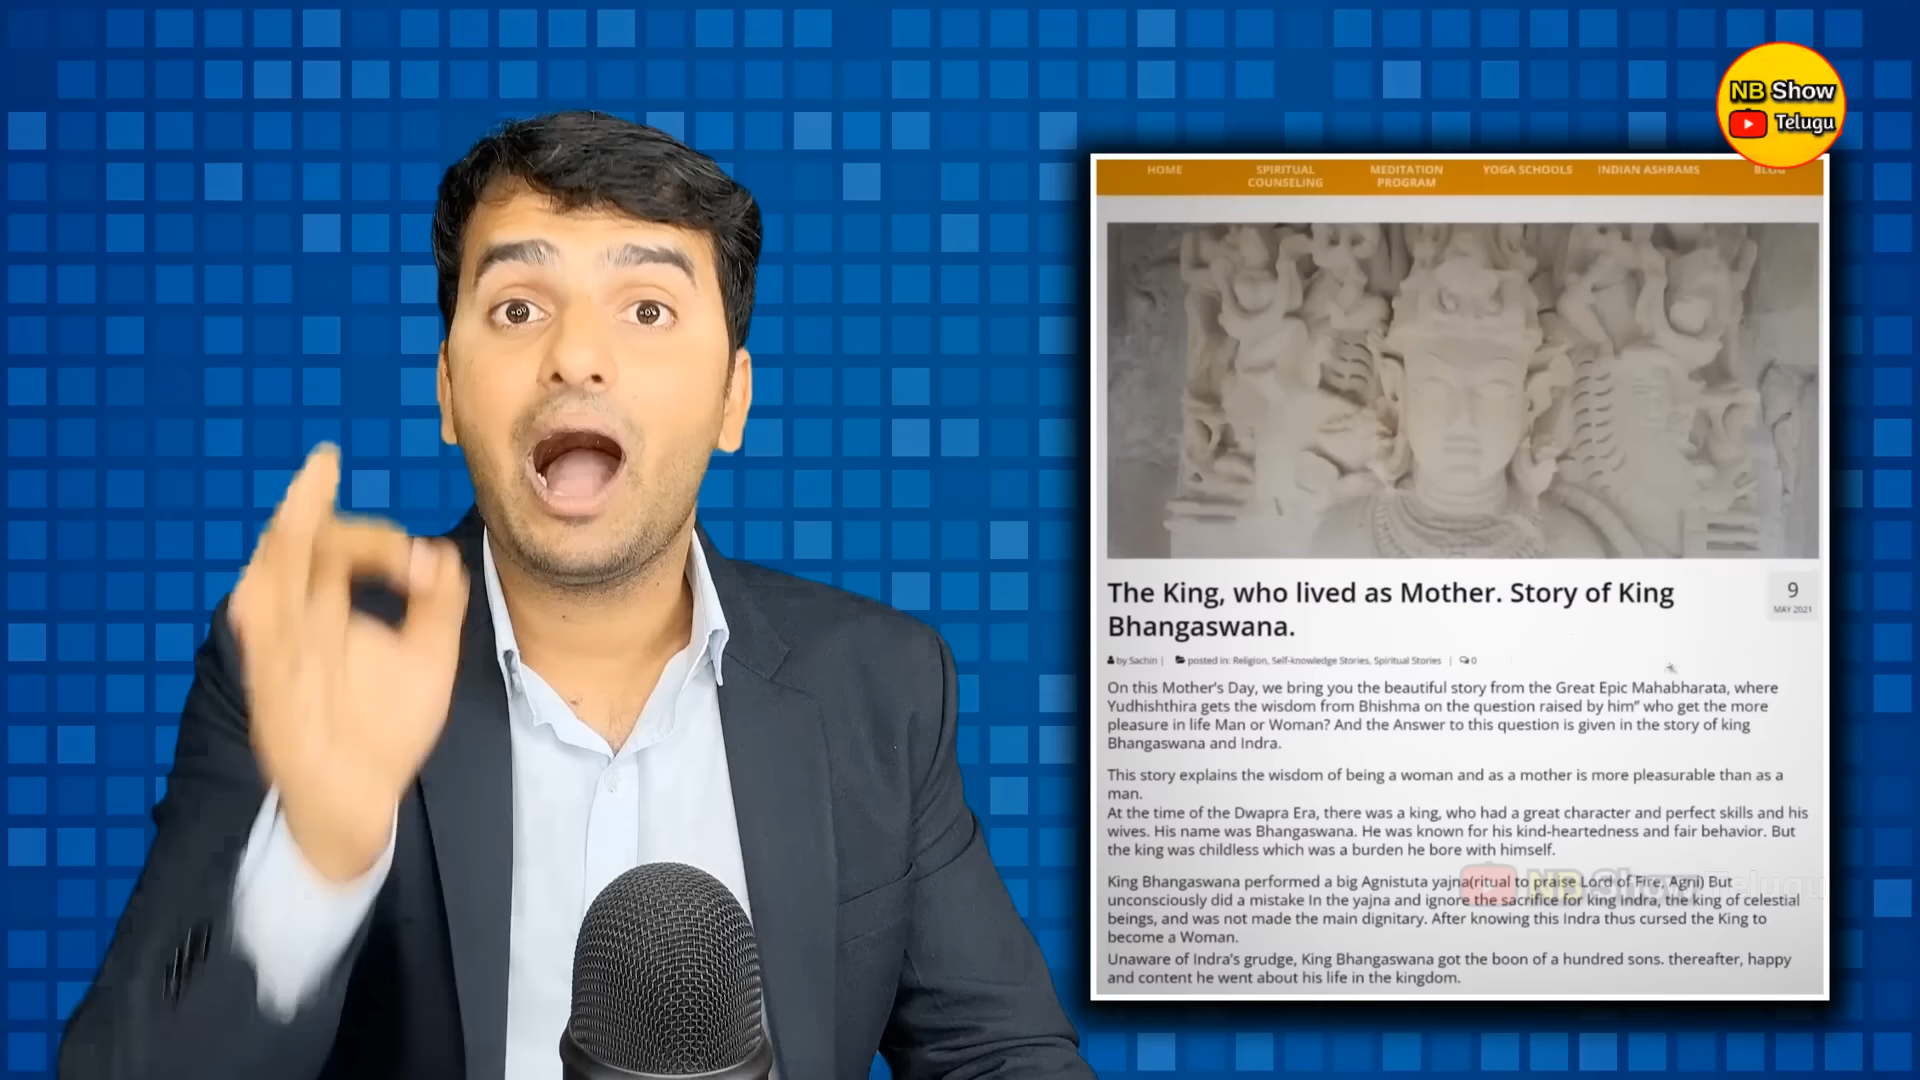 NB Show
Telugu
HOME
SPIRITUAL
COUNSELING
MEDITATION
PROGRAM
YOGA SCHOOLS
INDIAN ASHRAMS
BLOG
The King, who lived as Mother. Story of King
Bhangaswana.
9
MAY 2021
by Sachin | posted in: Religion, Self-knowledge Stories, Spiritual Stories | 0
On this Mother's Day, we bring you the beautiful story from the Great Epic Mahabharata, where
Yudhishthira gets the wisdom from Bhishma on the question raised by him" who get the more
pleasure in life Man or Woman? And the Answer to this question is given in the story of king
Bhangaswana and Indra.
This story explains the wisdom of being a woman and as a mother is more pleasurable than as a
man.
At the time of the Dwapra Era, there was a king, who had a great character and perfect skills and his
wives. His name was Bhangaswana. He was known for his kind-heartedness and fair behavior. But
the king was childless which was a burden he bore with himself.
King Bhangaswana performed a big Agnistuta yajna(ritual to praise Lord of Fire, Agni) But
unconsciously did a mistake In the yajna and ignore the sacrifice for king Indra, the king of celestial
beings, and was not made the main dignitary. After knowing this Indra thus cursed the King to
become a Woman.
Unaware of Indra's grudge, King Bhangaswana got the boon of a hundred sons. thereafter, happy
and content he went about his life in the kingdom.
NB Show Telugu